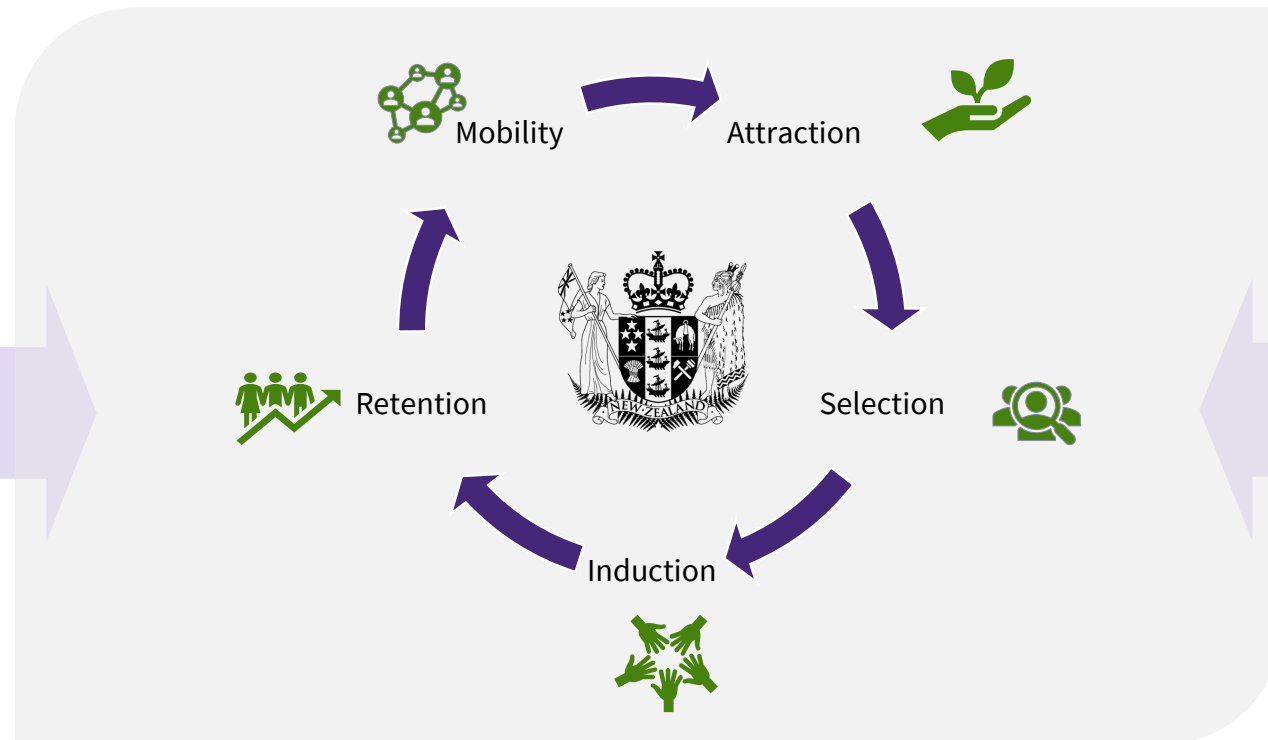 Mobility
Attraction
Retention
NEW ZEALAND
Selection
Induction